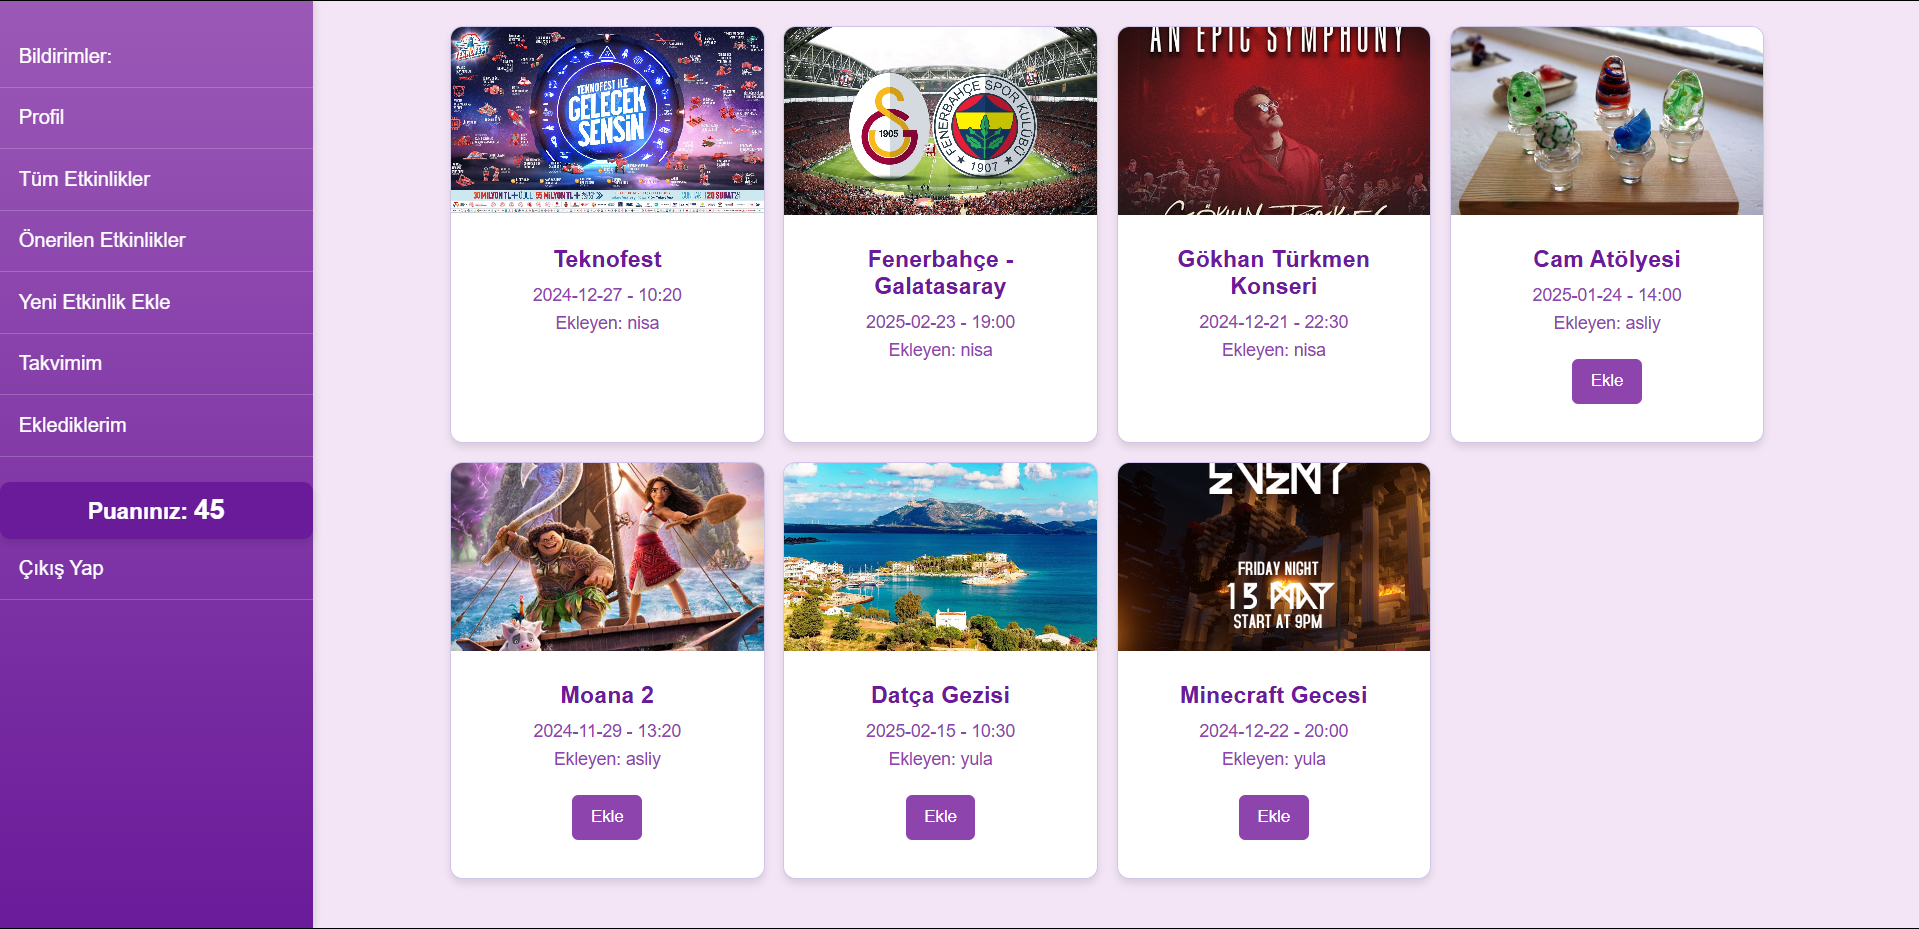 Bildirimler:
Profil
Tüm Etkinlikler
Önerilen Etkinlikler
Yeni Etkinlik Ekle
Takvimim
Eklediklerim
Puanınız: 45
Çıkış Yap
TEKNOFEST
TEKNOFEST İLE
GELECEK
SENSİN
Teknofest
2024-12-27 - 10:20
Ekleyen: nisa
1905
FENERBAHÇE SPOR KULÜBÜ
1907
Fenerbahçe -
Galatasaray
2025-02-23 - 19:00
Ekleyen: nisa
AN EPIC SYMPHONY
Gökhan Türkmen
Konseri
2024-12-21 - 22:30
Ekleyen: nisa
Cam Atölyesi
2025-01-24 - 14:00
Ekleyen: asliy
Ekle
Moana 2
2024-11-29 - 13:20
Ekleyen: asliy
Ekle
Datça Gezisi
2025-02-15 - 10:30
Ekleyen: yula
Ekle
EVENT
FRIDAY NIGHT
13 MAY
START AT 9PM
Minecraft Gecesi
2024-12-22 - 20:00
Ekleyen: yula
Ekle